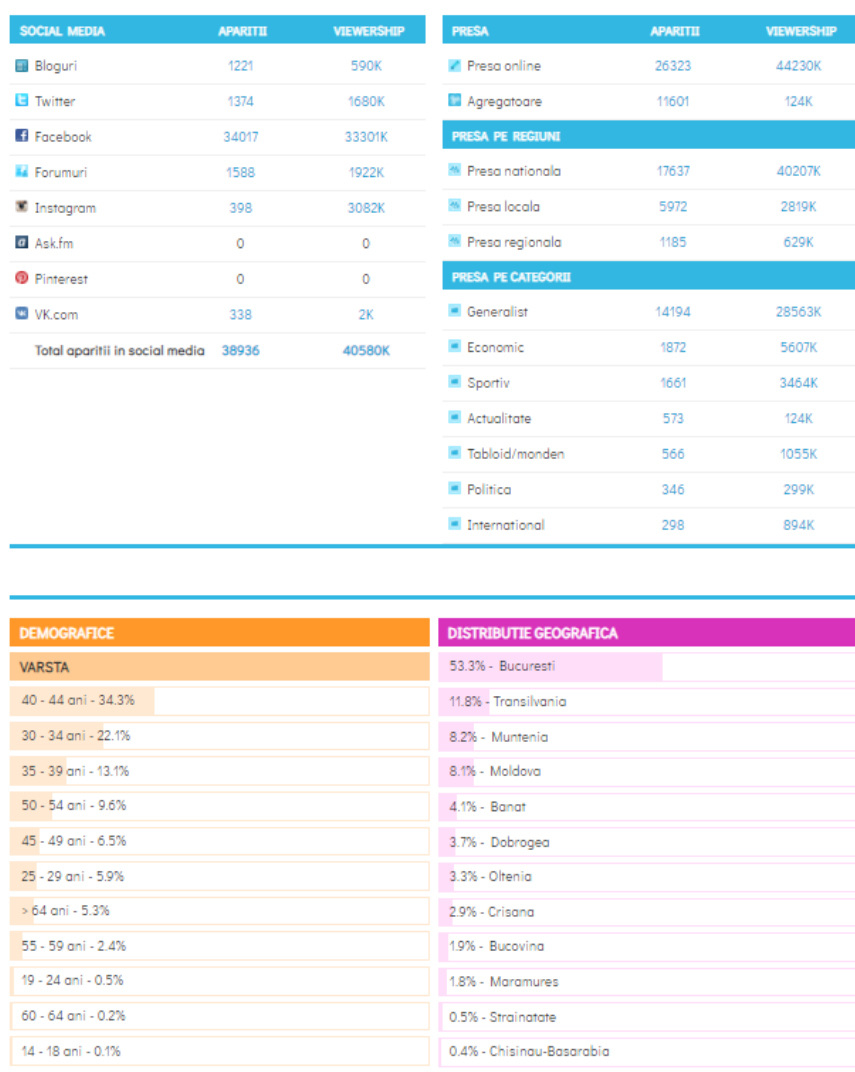 SOCIAL MEDIA APARITII VIEWERSHIP
Bloguri 1221 590K
Twitter 1374 1680K
Facebook 34017 33301K
Forumuri 1588 1922K
Instagram 398 3082K
Ask.fm 0 0
Pinterest 0 0
VK.com 338 2K
Total aparitii in social media 38936 40580K
PRESA APARITII VIEWERSHIP
Presa online 26323 44230K
Agregatoare 11601 124K
PRESA PE REGIUNI
Presa nationala 17637 40207K
Presa locala 5972 2819K
Presa regionala 1185 629K
PRESA PE CATEGORII
Generalist 14194 28563K
Economic 1872 5607K
Sportiv 1661 3464K
Actualitate 573 124K
Tabloid/monden 566 1055K
Politica 346 299K
International 298 894K
DEMOGRAFICE
VARSTA
40 - 44 ani - 34.3%
30 - 34 ani - 22.1%
35 - 39 ani - 13.1%
50 - 54 ani - 9.6%
45 - 49 ani - 6.5%
25 - 29 ani - 5.9%
> 64 ani - 5.3%
55 - 59 ani - 2.4%
19 - 24 ani - 0.5%
60 - 64 ani - 0.2%
14 - 18 ani - 0.1%
DISTRIBUTIE GEOGRAFICA
53.3% - Bucuresti
11.8% - Transilvania
8.2% - Muntenia
8.1% - Moldova
4.1% - Banat
3.7% - Dobrogea
3.3% - Oltenia
2.9% - Crisana
1.9% - Bucovina
1.8% - Maramures
0.5% - Strainatate
0.4% - Chisinau-Basarabia